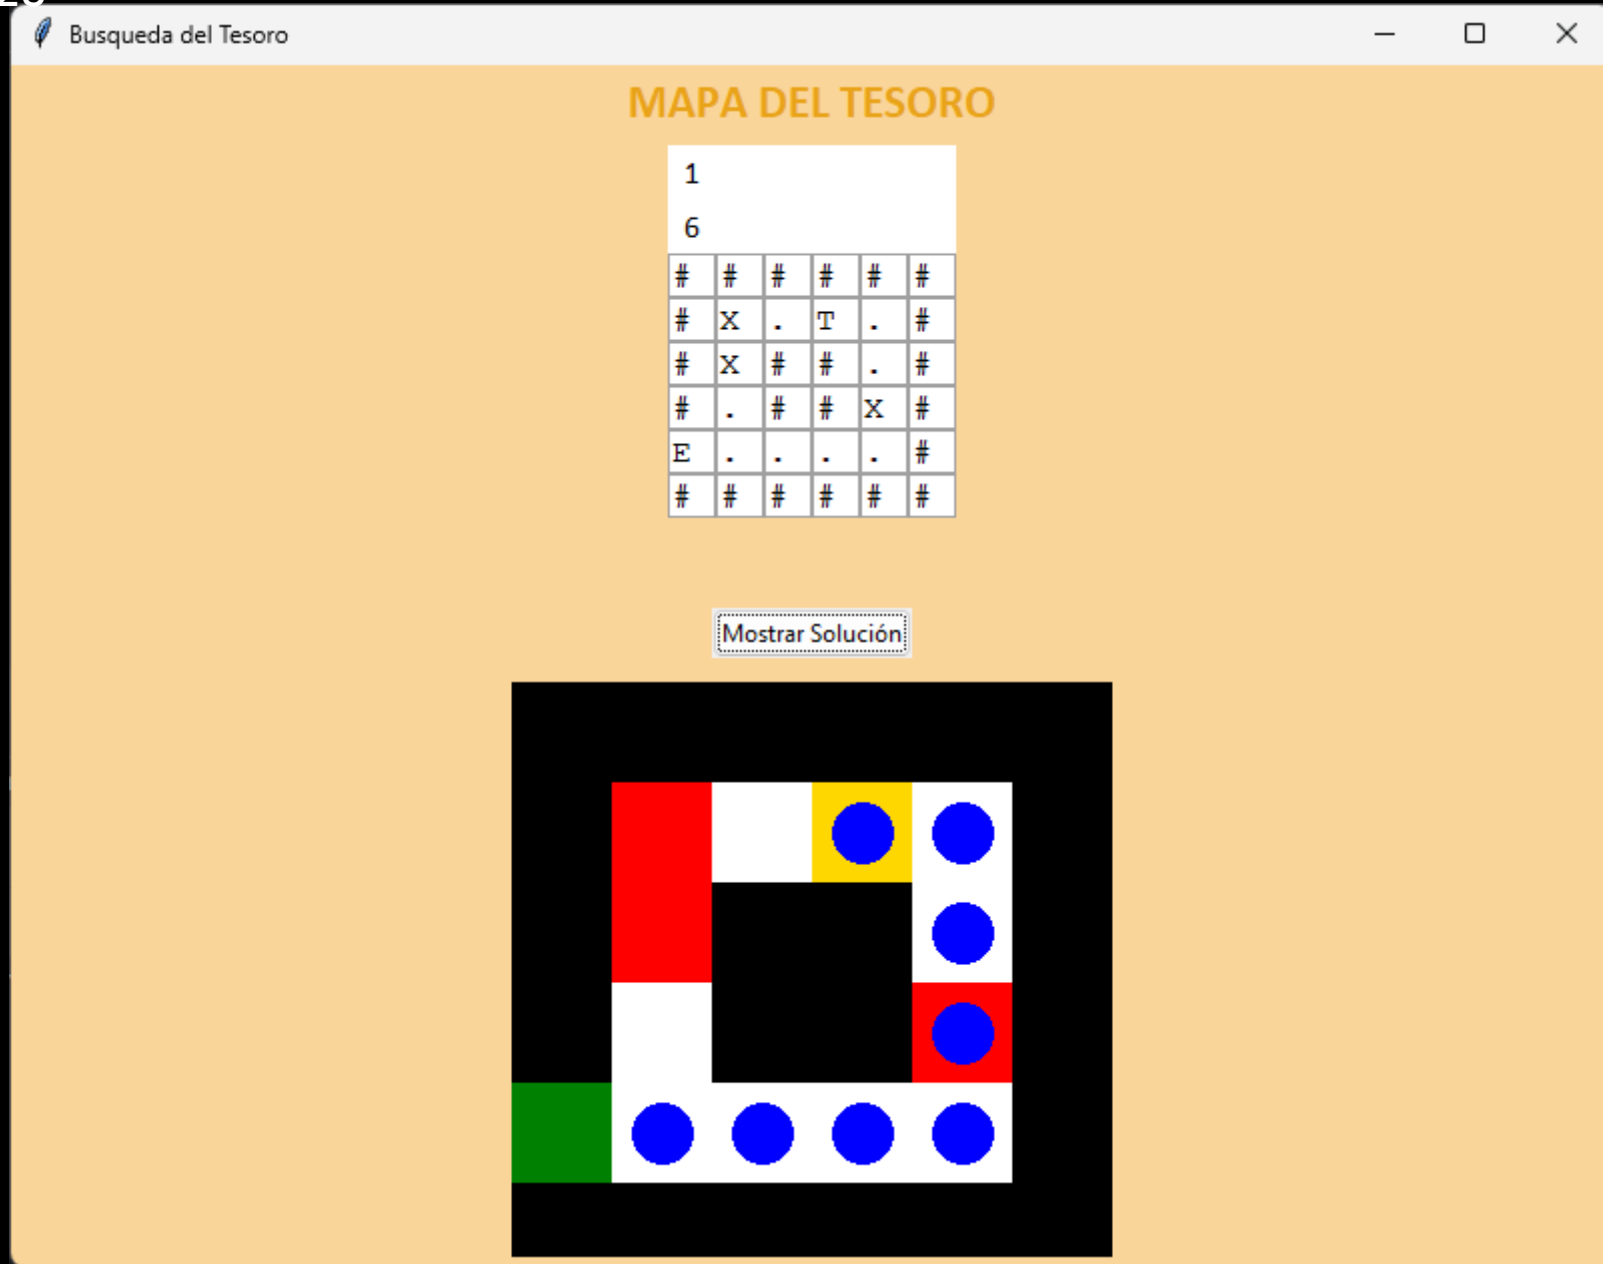 Busqueda del Tesoro
MAPA DEL TESORO
1
6
# # # # # #
# X . T . #
# X # # . #
# . # # X #
E . . . . #
# # # # # #
Mostrar Solución